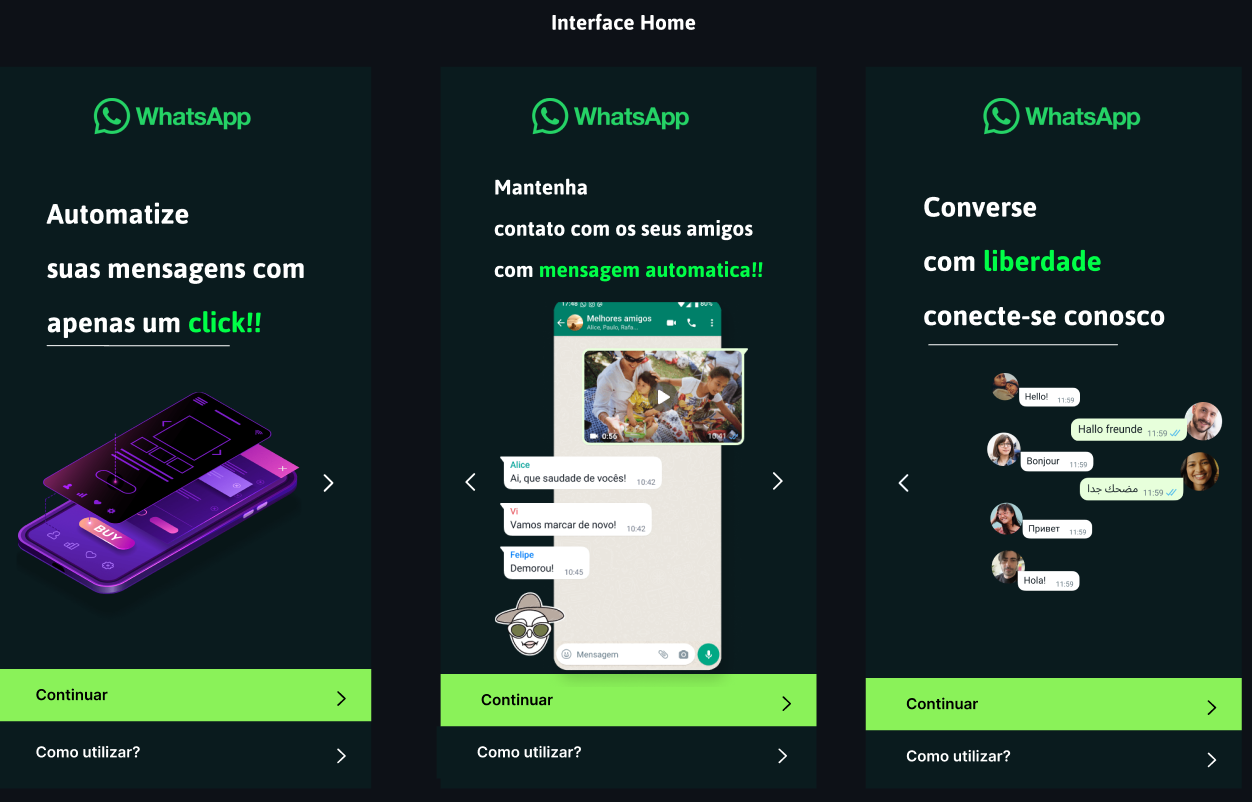 Interface Home
WhatsApp
Automatize
suas mensagens com
apenas um click!!
BUY
Continuar
Como utilizar?
WhatsApp
Mantenha
contato com os seus amigos
com mensagem automatica!!
Melhores amigos
Alice, Paulo, Rafa...
0:56 10:41
Alice
Ai, que saudade de vocês! 10:42
Vi
Vamos marcar de novo! 10:42
Felipe
Demorou! 10:45
Mensagem
Continuar
Como utilizar?
WhatsApp
Converse
com liberdade
conecte-se conosco
Hello! 11:59
Hallo freunde 11:59
Bonjour 11:59
مضحك جدا 11:59
Привет 11:59
Hola! 11:59
Continuar
Como utilizar?